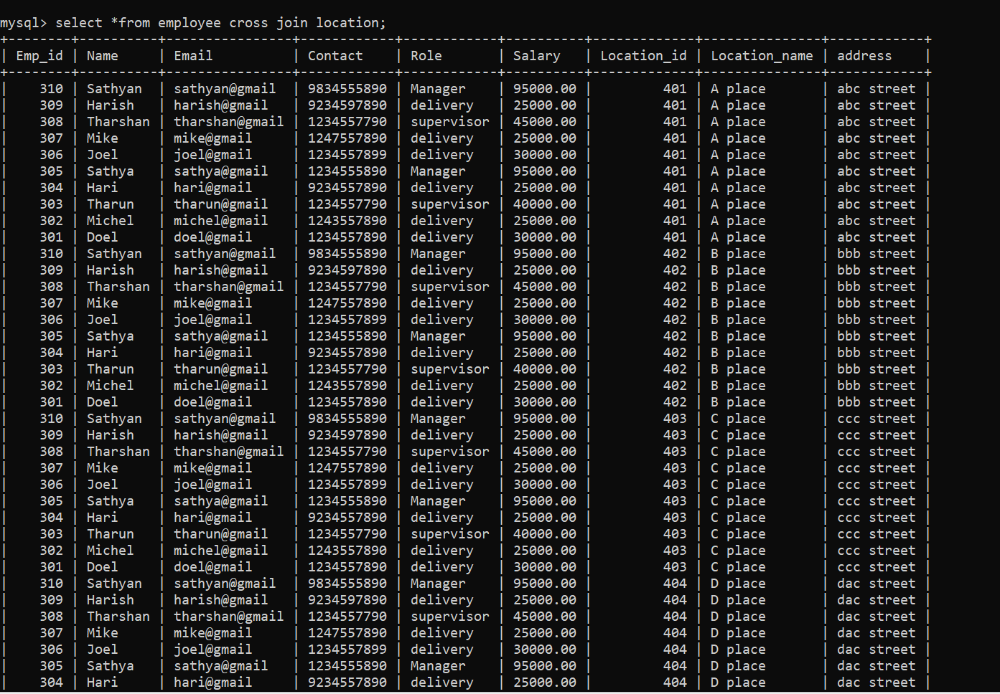 mysql> select *from employee cross join location;
+--------+----------+-----------------+------------+------------+----------+-------------+---------------+------------+
| Emp_id | Name     | Email           | Contact    | Role       | Salary   | Location_id | Location_name | address    |
+--------+----------+-----------------+------------+------------+----------+-------------+---------------+------------+
|    310 | Sathyan  | sathyan@gmail   | 9834555890 | Manager    | 95000.00 |         401 | A place       | abc street |
|    309 | Harish   | harish@gmail    | 9234597890 | delivery   | 25000.00 |         401 | A place       | abc street |
|    308 | Tharshan | tharshan@gmail  | 1234557790 | supervisor | 45000.00 |         401 | A place       | abc street |
|    307 | Mike     | mike@gmail      | 1247557890 | delivery   | 25000.00 |         401 | A place       | abc street |
|    306 | Joel     | joel@gmail      | 1234557899 | delivery   | 30000.00 |         401 | A place       | abc street |
|    305 | Sathya   | sathya@gmail    | 1234555890 | Manager    | 95000.00 |         401 | A place       | abc street |
|    304 | Hari     | hari@gmail      | 9234557890 | delivery   | 25000.00 |         401 | A place       | abc street |
|    303 | Tharun   | tharun@gmail    | 1234557790 | supervisor | 40000.00 |         401 | A place       | abc street |
|    302 | Michel   | michel@gmail    | 1243557890 | delivery   | 25000.00 |         401 | A place       | abc street |
|    301 | Doel     | doel@gmail      | 1234557890 | delivery   | 30000.00 |         401 | A place       | abc street |
|    310 | Sathyan  | sathyan@gmail   | 9834555890 | Manager    | 95000.00 |         402 | B place       | bbb street |
|    309 | Harish   | harish@gmail    | 9234597890 | delivery   | 25000.00 |         402 | B place       | bbb street |
|    308 | Tharshan | tharshan@gmail  | 1234557790 | supervisor | 45000.00 |         402 | B place       | bbb street |
|    307 | Mike     | mike@gmail      | 1247557890 | delivery   | 25000.00 |         402 | B place       | bbb street |
|    306 | Joel     | joel@gmail      | 1234557899 | delivery   | 30000.00 |         402 | B place       | bbb street |
|    305 | Sathya   | sathya@gmail    | 1234555890 | Manager    | 95000.00 |         402 | B place       | bbb street |
|    304 | Hari     | hari@gmail      | 9234557890 | delivery   | 25000.00 |         402 | B place       | bbb street |
|    303 | Tharun   | tharun@gmail    | 1234557790 | supervisor | 40000.00 |         402 | B place       | bbb street |
|    302 | Michel   | michel@gmail    | 1243557890 | delivery   | 25000.00 |         402 | B place       | bbb street |
|    301 | Doel     | doel@gmail      | 1234557890 | delivery   | 30000.00 |         402 | B place       | bbb street |
|    310 | Sathyan  | sathyan@gmail   | 9834555890 | Manager    | 95000.00 |         403 | C place       | ccc street |
|    309 | Harish   | harish@gmail    | 9234597890 | delivery   | 25000.00 |         403 | C place       | ccc street |
|    308 | Tharshan | tharshan@gmail  | 1234557790 | supervisor | 45000.00 |         403 | C place       | ccc street |
|    307 | Mike     | mike@gmail      | 1247557890 | delivery   | 25000.00 |         403 | C place       | ccc street |
|    306 | Joel     | joel@gmail      | 1234557899 | delivery   | 30000.00 |         403 | C place       | ccc street |
|    305 | Sathya   | sathya@gmail    | 1234555890 | Manager    | 95000.00 |         403 | C place       | ccc street |
|    304 | Hari     | hari@gmail      | 9234557890 | delivery   | 25000.00 |         403 | C place       | ccc street |
|    303 | Tharun   | tharun@gmail    | 1234557790 | supervisor | 40000.00 |         403 | C place       | ccc street |
|    302 | Michel   | michel@gmail    | 1243557890 | delivery   | 25000.00 |         403 | C place       | ccc street |
|    301 | Doel     | doel@gmail      | 1234557890 | delivery   | 30000.00 |         403 | C place       | ccc street |
|    310 | Sathyan  | sathyan@gmail   | 9834555890 | Manager    | 95000.00 |         404 | D place       | dac street |
|    309 | Harish   | harish@gmail    | 9234597890 | delivery   | 25000.00 |         404 | D place       | dac street |
|    308 | Tharshan | tharshan@gmail  | 1234557790 | supervisor | 45000.00 |         404 | D place       | dac street |
|    307 | Mike     | mike@gmail      | 1247557890 | delivery   | 25000.00 |         404 | D place       | dac street |
|    306 | Joel     | joel@gmail      | 1234557899 | delivery   | 30000.00 |         404 | D place       | dac street |
|    305 | Sathya   | sathya@gmail    | 1234555890 | Manager    | 95000.00 |         404 | D place       | dac street |
|    304 | Hari     | hari@gmail      | 9234557890 | delivery   | 25000.00 |         404 | D place       | dac street |